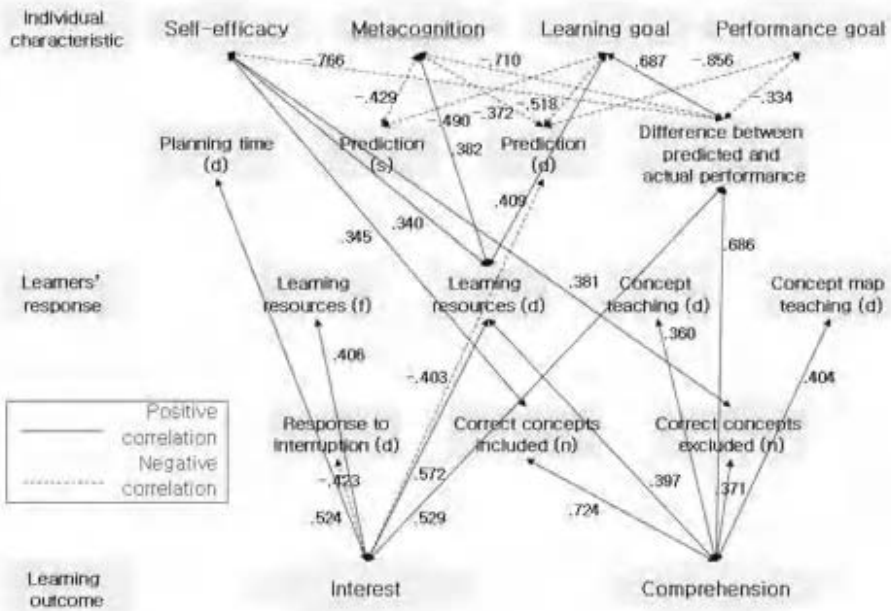 Individual
characteristic
Self-efficacy
Metacognition
Learning goal
Performance goal
-.766
-.710
.687
-.856
-.429
-.372
.518
-.334
-.490
.382
Planning time
(d)
Prediction
(s)
Prediction
(d)
Difference between
predicted and
actual performance
.409
.345
.340
.686
.381
Learners'
response
Learning
resources (f)
Learning
resources (d)
Concept
teaching (d)
Concept map
teaching (d)
.406
-.403
.360
.404
Positive
correlation
Negative
correlation
Response to
interruption (d)
Correct concepts
included (n)
Correct concepts
excluded (n)
-.423
.572
.397
.371
.524
.529
.724
Learning
outcome
Interest
Comprehension